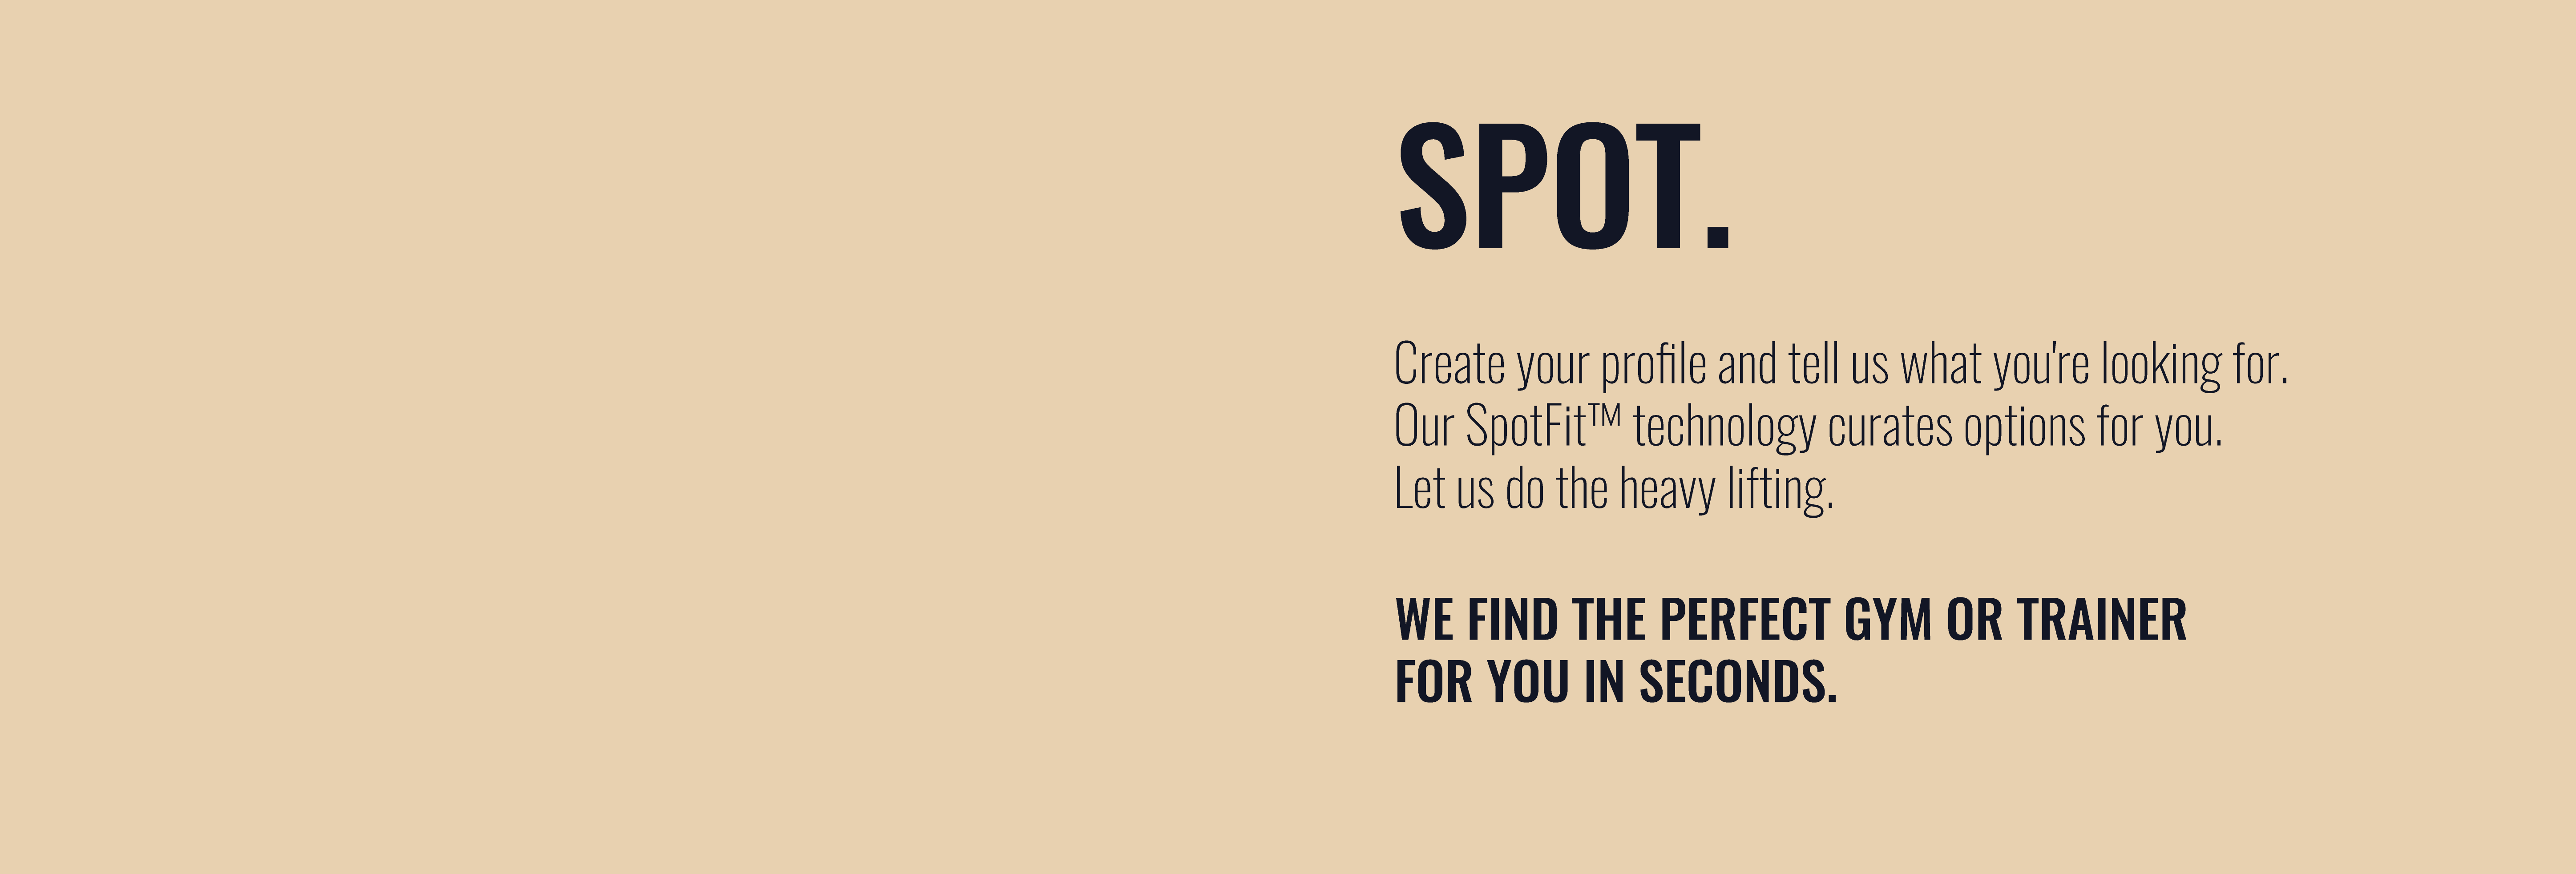 SPOT.
Create your profile and tell us what you're looking for.
Our SpotFit™ technology curates options for you.
Let us do the heavy lifting.
WE FIND THE PERFECT GYM OR TRAINER
FOR YOU IN SECONDS.